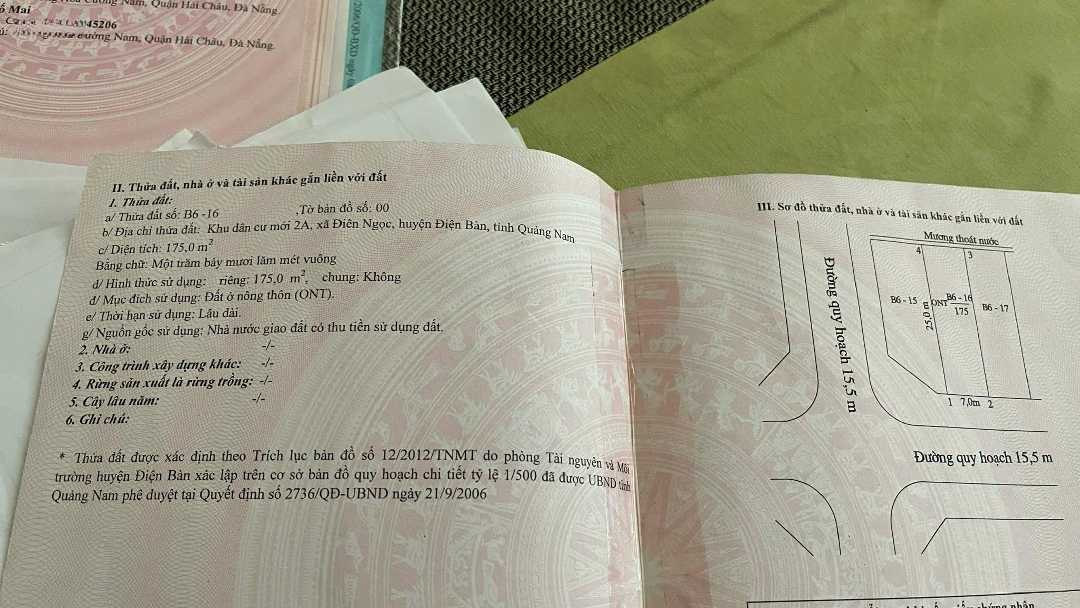 Nam, Quận Hải Châu, Đà Nẵng.
Mai
45206
ường Nam, Quận Hải Châu, Đà Nẵng.
2006/QĐ-BXD ngày
II. Thửa đất, nhà ở và tài sản khác gắn liền với đất
1. Thửa đất:
a/ Thửa đất số: B6 -16 ,Tờ bản đồ số: 00
b/ Địa chỉ thửa đất: Khu dân cư mới 2A, xã Điện Ngọc, huyện Điện Bàn, tỉnh Quảng Nam
c/ Diện tích: 175,0 m²
Bằng chữ: Một trăm bảy mươi lăm mét vuông
d/ Hình thức sử dụng: riêng: 175,0 m², chung: Không
đ/ Mục đích sử dụng: Đất ở nông thôn (ONT).
e/ Thời hạn sử dụng: Lâu dài.
g/ Nguồn gốc sử dụng: Nhà nước giao đất có thu tiền sử dụng đất.
2. Nhà ở: -/-
3. Công trình xây dựng khác: -/-
4. Rừng sản xuất là rừng trồng: -/-
5. Cây lâu năm: -/-
6. Ghi chú:
* Thửa đất được xác định theo Trích lục bản đồ số 12/2012/TNMT do phòng Tài nguyên và Môi
trường huyện Điện Bàn xác lập trên cơ sở bản đồ quy hoạch chi tiết tỷ lệ 1/500 đã được UBND tỉnh
Quảng Nam phê duyệt tại Quyết định số 2736/QĐ-UBND ngày 21/9/2006
III. Sơ đồ thửa đất, nhà ở và tài sản khác gắn liền với đất
Mương thoát nước
4 3
Đường quy hoạch 15,5 m
B6 - 15
25,0 m
ONT B6 - 16
175
B6 - 17
1 7,0m 2
Đường quy hoạch 15,5 m